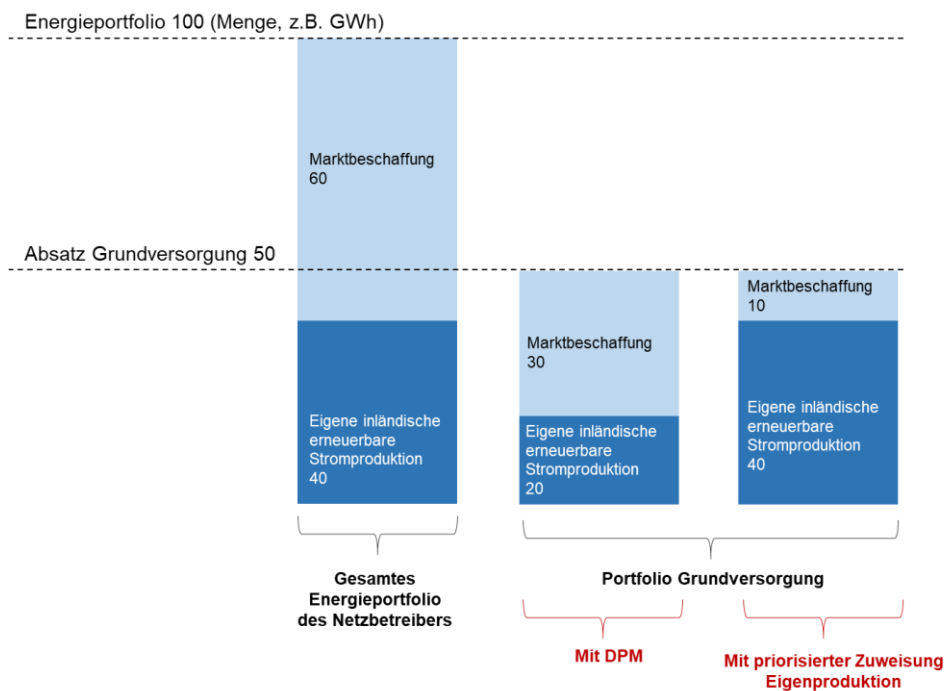 Energieportfolio 100 (Menge, z.B. GWh)
Marktbeschaffung
60
Absatz Grundversorgung 50
Eigene inländische
erneuerbare
Stromproduktion
40
Marktbeschaffung
30
Eigene inländische
erneuerbare
Stromproduktion
20
Marktbeschaffung
10
Eigene inländische
erneuerbare
Stromproduktion
40
Gesamtes
Energieportfolio
des Netzbetreibers
Portfolio Grundversorgung
Mit DPM
Mit priorisierter Zuweisung
Eigenproduktion